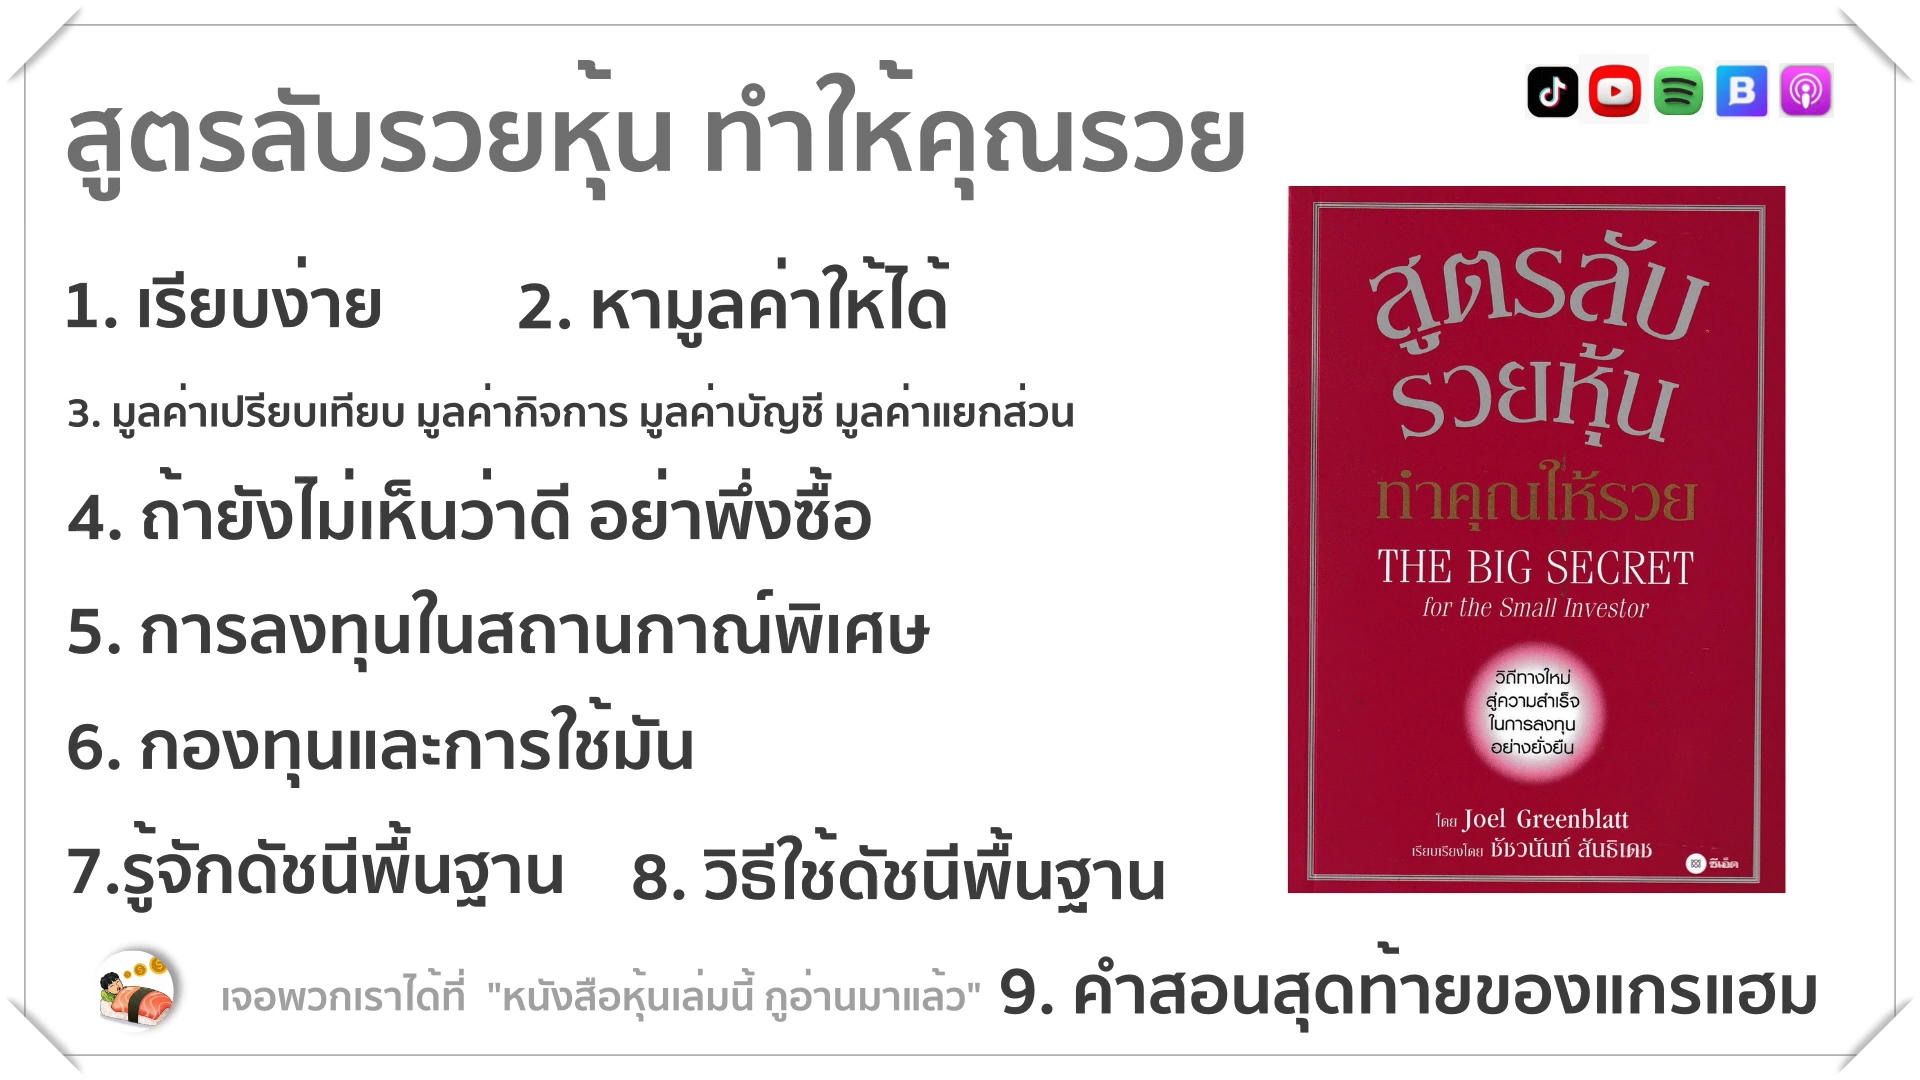 สูตรลับรวยหุ้น ทำให้คุณรวย
1. เรียบง่าย
2. หามูลค่าให้ได้
3. มูลค่าเปรียบเทียบ มูลค่ากิจการ มูลค่าบัญชี มูลค่าแยกส่วน
4. ถ้ายังไม่เห็นว่าดี อย่าพึ่งซื้อ
5. การลงทุนในสถานกาณ์พิเศษ
6. กองทุนและการใช้มัน
7.รู้จักดัชนีพื้นฐาน
8. วิธีใช้ดัชนีพื้นฐาน
9. คำสอนสุดท้ายของแกรแฮม
เจอพวกเราได้ที่ "หนังสือหุ้นเล่มนี้ กูอ่านมาแล้ว"
B
สูตรลับ
รวยหุ้น
ทำคุณให้รวย
THE BIG SECRET
for the Small Investor
วิถีทางใหม่
สู่ความสำเร็จ
ในการลงทุน
อย่างยั่งยืน
โดย Joel Greenblatt
เรียบเรียงโดย ชัชวนันท์ สันธิเดช
ซีเอ็ด